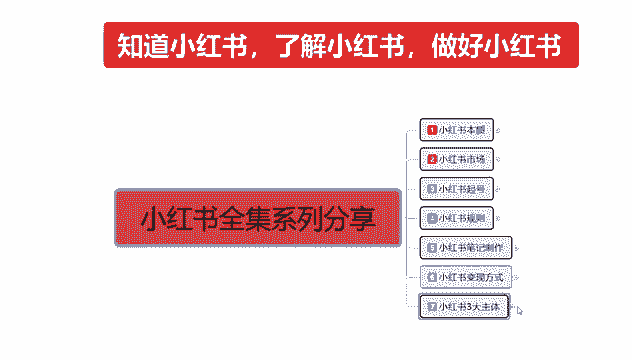 知道小红书，了解小红书，做好小红书
小红书全集系列分享
1 小红书本质
2 小红书市场
3 小红书起号
4 小红书规则
5 小红书笔记制作
6 小红书变现方式
7 小红书3大主体